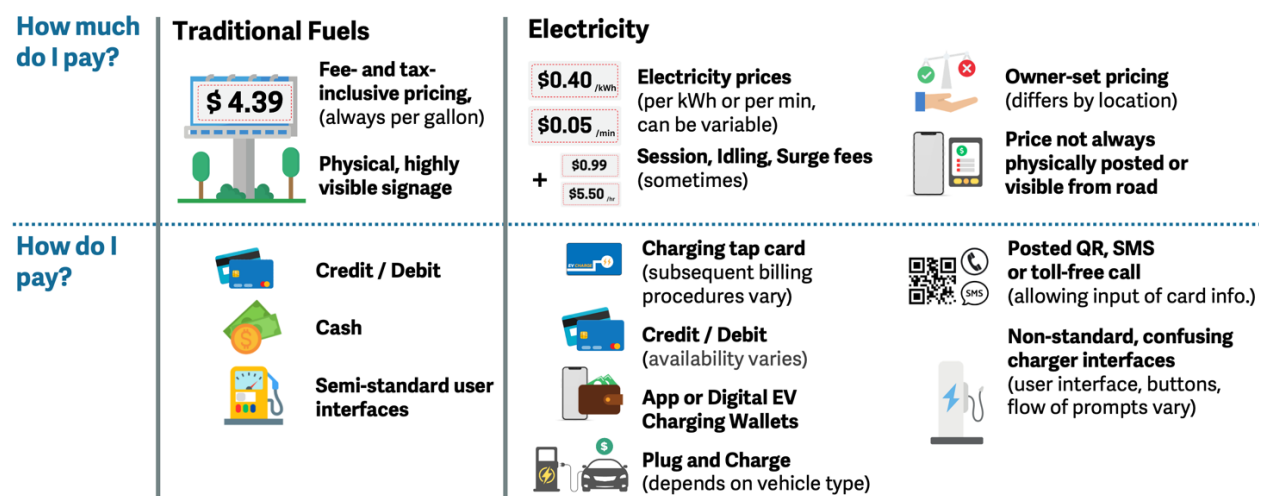 How much
do I pay?
Traditional Fuels
$ 4.39
Fee- and tax-
inclusive pricing,
(always per gallon)
Physical, highly
visible signage
Electricity
$0.40 /kWh
$0.05 /min
+
$0.99
$5.50 /hr
Electricity prices
(per kWh or per min,
can be variable)
Session, Idling, Surge fees
(sometimes)
Owner-set pricing
(differs by location)
$
Price not always
physically posted or
visible from road
How do I
pay?
Credit / Debit
$
Cash
Semi-standard user
interfaces
EV CHARGE
Charging tap card
(subsequent billing
procedures vary)
Credit / Debit
(availability varies)
App or Digital EV
Charging Wallets
$
Plug and Charge
(depends on vehicle type)
SMS
Posted QR, SMS
or toll-free call
(allowing input of card info.)
Non-standard, confusing
charger interfaces
(user interface, buttons,
flow of prompts vary)